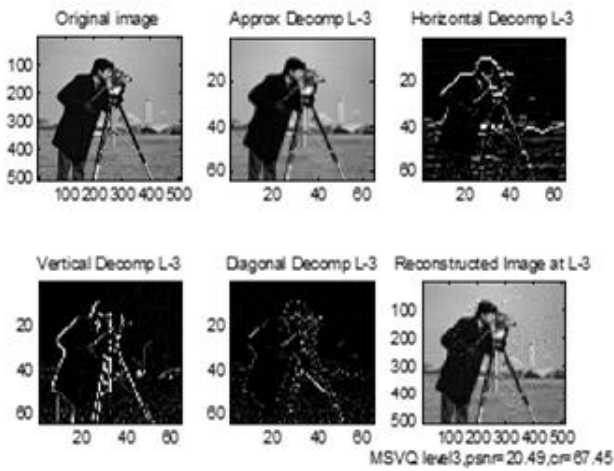 Original image
Approx Decomp L-3
Horizontal Decomp L-3
100
200
300
400
500
100 200 300 400 500
20
40
60
20 40 60
20
40
60
20 40 60
Vertical Decomp L-3
Diagonal Decomp L-3
Reconstructed Image at L-3
20
40
60
20 40 60
20
40
60
20 40 60
100
200
300
400
500
100 200 300 400 500
MSVQ level3,psnr=20.49,cr=67.45